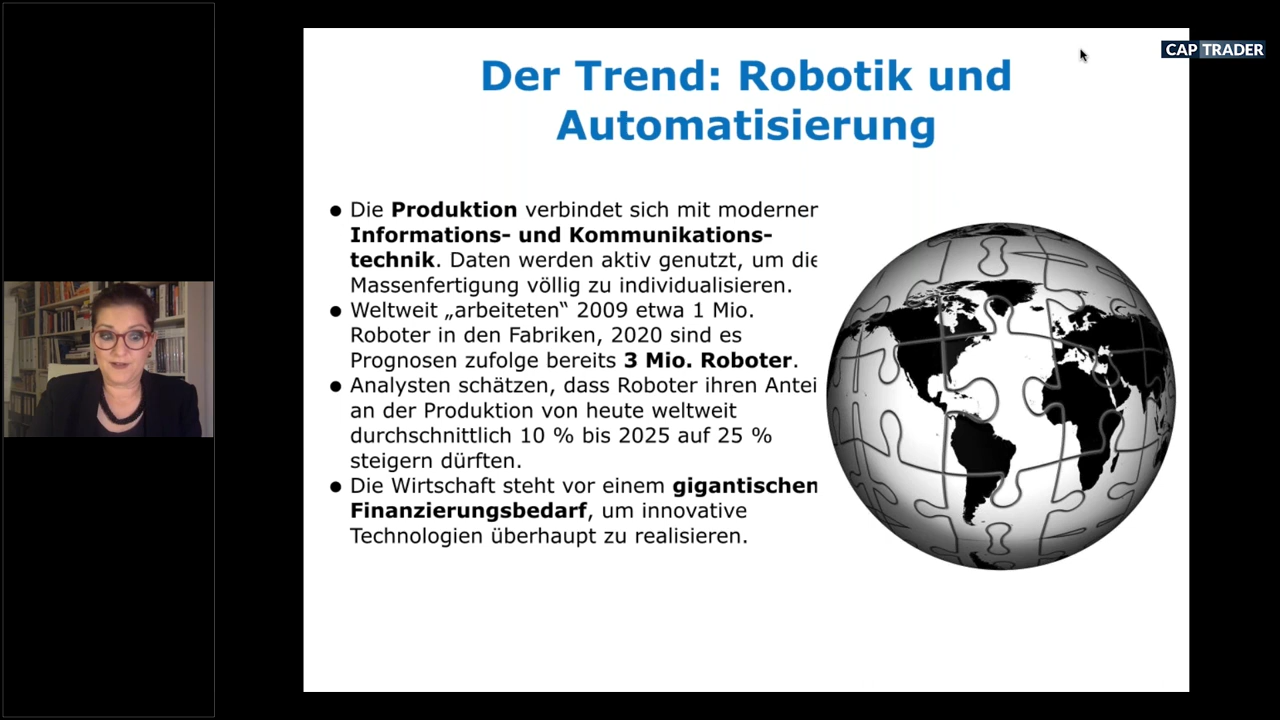 CAP TRADER
Der Trend: Robotik und
Automatisierung
● Die Produktion verbindet sich mit moderner
Informations- und Kommunikations-
technik. Daten werden aktiv genutzt, um die
Massenfertigung völlig zu individualisieren.
● Weltweit „arbeiteten“ 2009 etwa 1 Mio.
Roboter in den Fabriken, 2020 sind es
Prognosen zufolge bereits 3 Mio. Roboter.
● Analysten schätzen, dass Roboter ihren Antei
an der Produktion von heute weltweit
durchschnittlich 10 % bis 2025 auf 25 %
steigern dürften.
● Die Wirtschaft steht vor einem gigantischen
Finanzierungsbedarf, um innovative
Technologien überhaupt zu realisieren.